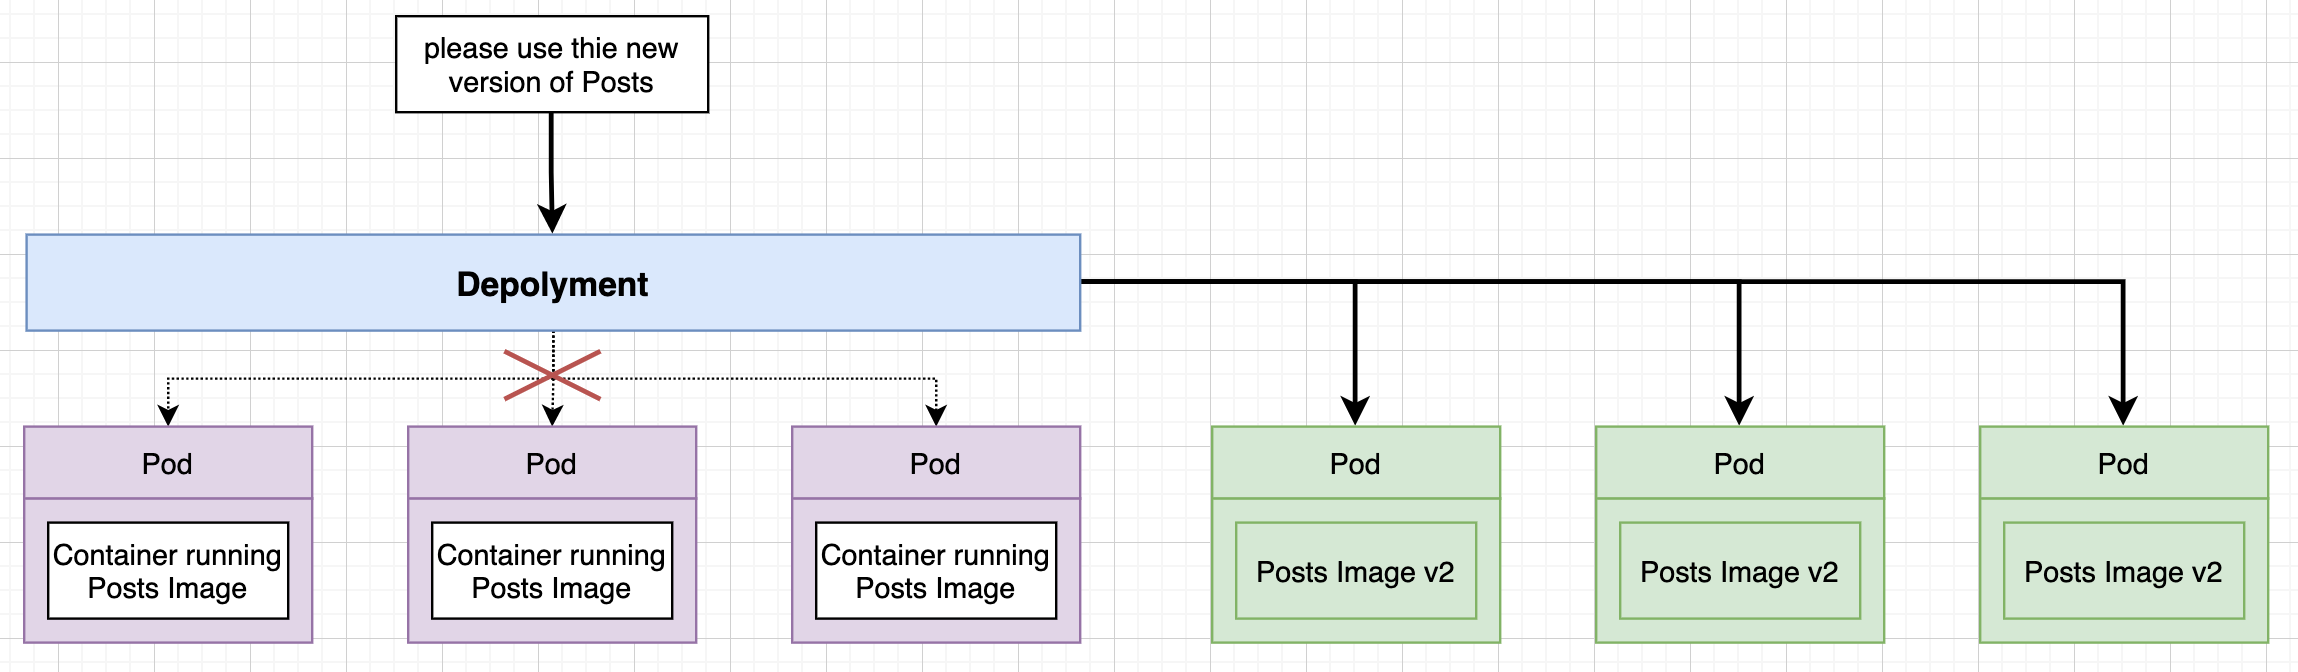 please use thie new
version of Posts
Depolyment
Pod
Container running
Posts Image
Pod
Container running
Posts Image
Pod
Container running
Posts Image
Pod
Posts Image v2
Pod
Posts Image v2
Pod
Posts Image v2